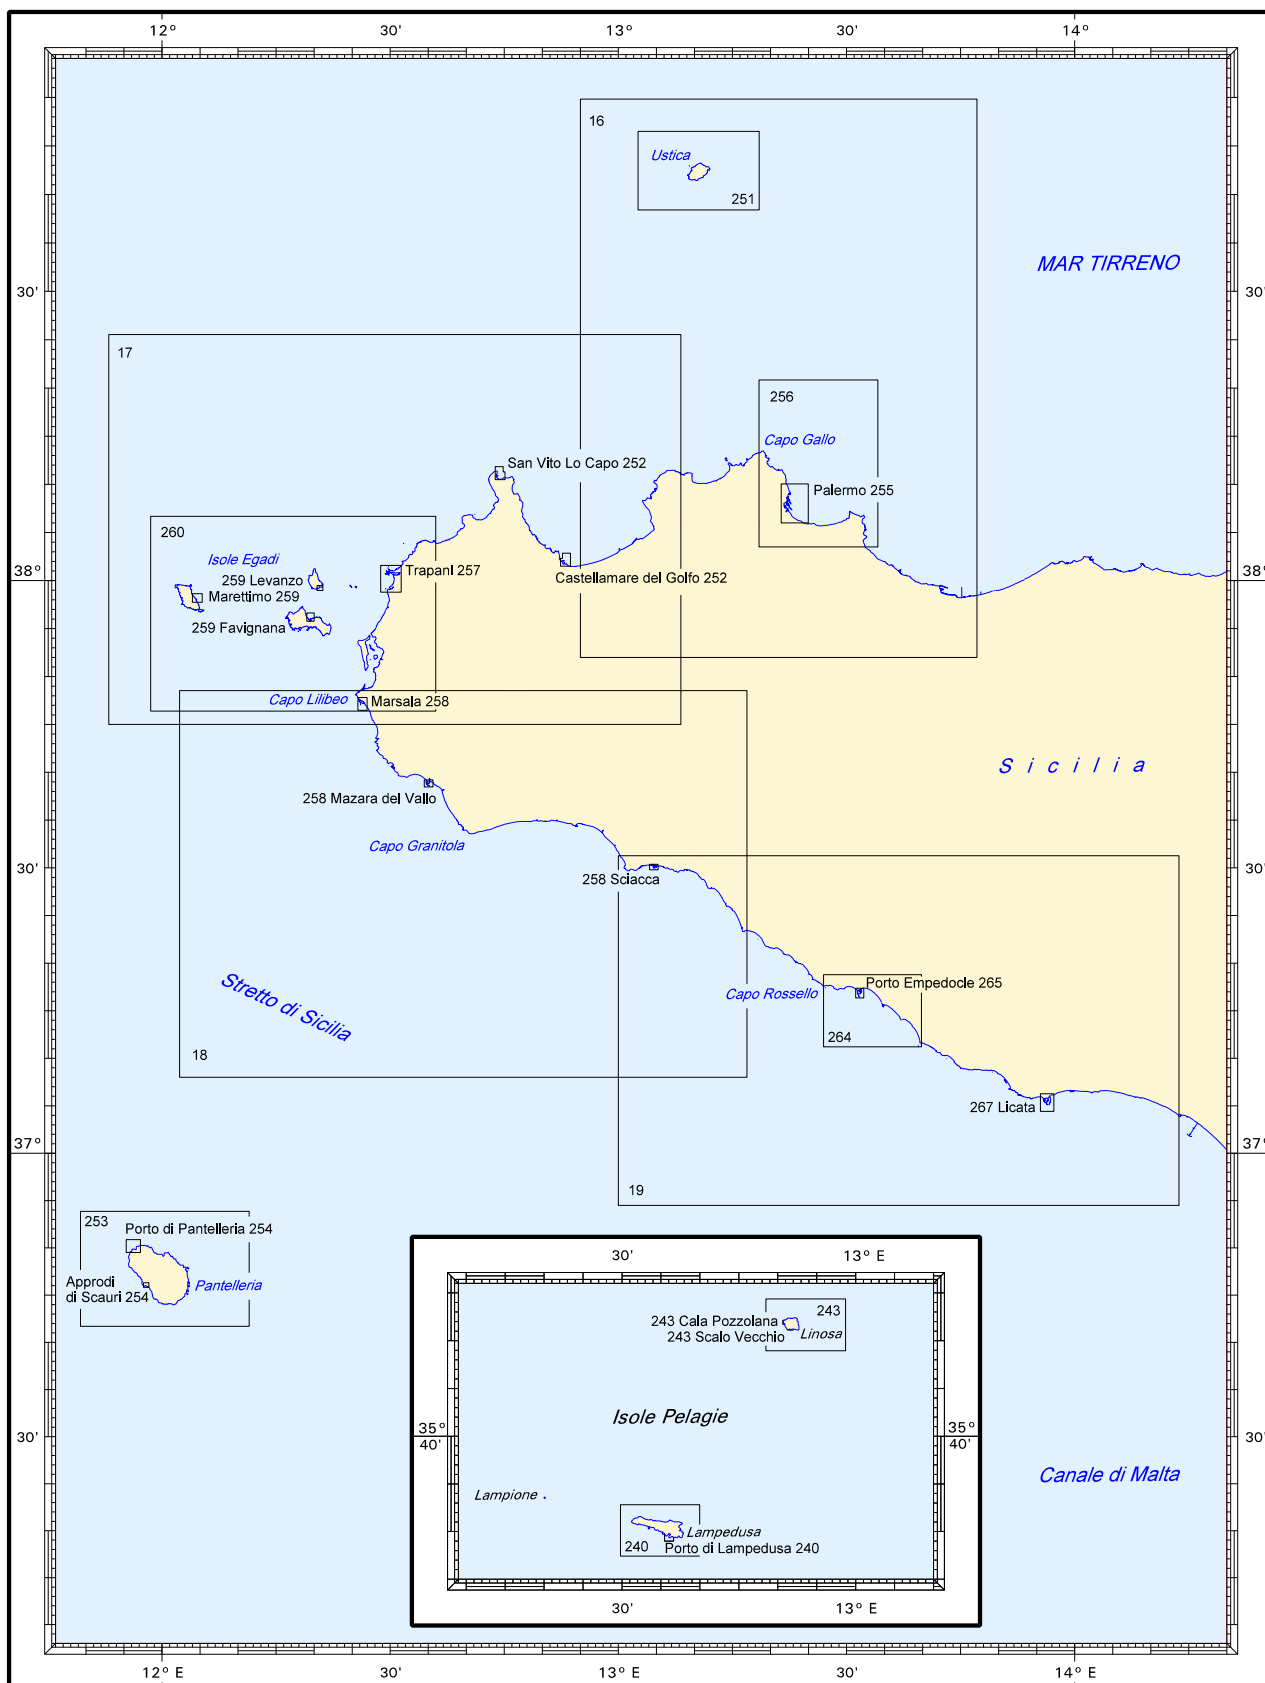 12° 30' 13° 30' 14°
16
Ustica
251
MAR TIRRENO
30' 30'
17
256
Capo Gallo
San Vito Lo Capo 252
Palermo 255
260
Isole Egadi
Trapani 257
Castellamare del Golfo 252
259 Levanzo
38° 38°
Marettimo 259
259 Favignana
Capo Lilibeo
Marsala 258
Sicilia
258 Mazara del Vallo
Capo Granitola
30' 30'
258 Sciacca
Stretto di Sicilia
Capo Rossello
Porto Empedocle 265
264
18
267 Licata
37° 37°
19
253
Porto di Pantelleria 254
Approdi
di Scauri 254
Pantelleria
30' 13° E
243
243 Cala Pozzolana
243 Scalo Vecchio
Linosa
Isole Pelagie
35° 35°
40' 40'
30' 30'
Canale di Malta
Lampione
Lampedusa
240
Porto di Lampedusa 240
30' 13° E
12° E 30' 13° E 30' 14° E